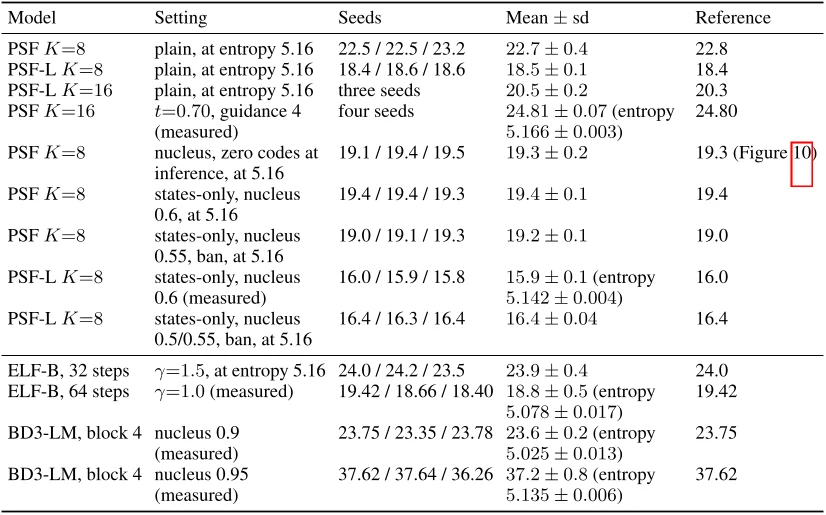 Model Setting Seeds Mean ± sd Reference
PSF K=8 plain, at entropy 5.16 22.5 / 22.5 / 23.2 22.7 ± 0.4 22.8
PSF-L K=8 plain, at entropy 5.16 18.4 / 18.6 / 18.6 18.5 ± 0.1 18.4
PSF-L K=16 plain, at entropy 5.16 three seeds 20.5 ± 0.2 20.3
PSF K=16 t=0.70, guidance 4 four seeds 24.81 ± 0.07 (entropy 24.80
(measured) 5.166 ± 0.003)
PSF K=8 nucleus, zero codes at 19.1 / 19.4 / 19.5 19.3 ± 0.2 19.3 (Figure 10)
inference, at 5.16
PSF K=8 states-only, nucleus 19.4 / 19.4 / 19.3 19.4 ± 0.1 19.4
0.6, at 5.16
PSF K=8 states-only, nucleus 19.0 / 19.1 / 19.3 19.2 ± 0.1 19.0
0.55, ban, at 5.16
PSF-L K=8 states-only, nucleus 16.0 / 15.9 / 15.8 15.9 ± 0.1 (entropy 16.0
0.6 (measured) 5.142 ± 0.004)
PSF-L K=8 states-only, nucleus 16.4 / 16.3 / 16.4 16.4 ± 0.04 16.4
0.5/0.55, ban, at 5.16
ELF-B, 32 steps γ=1.5, at entropy 5.16 24.0 / 24.2 / 23.5 23.9 ± 0.4 24.0
ELF-B, 64 steps γ=1.0 (measured) 19.42 / 18.66 / 18.40 18.8 ± 0.5 (entropy 19.42
5.078 ± 0.017)
BD3-LM, block 4 nucleus 0.9 23.75 / 23.35 / 23.78 23.6 ± 0.2 (entropy 23.75
(measured) 5.025 ± 0.013)
BD3-LM, block 4 nucleus 0.95 37.62 / 37.64 / 36.26 37.2 ± 0.8 (entropy 37.62
(measured) 5.135 ± 0.006)